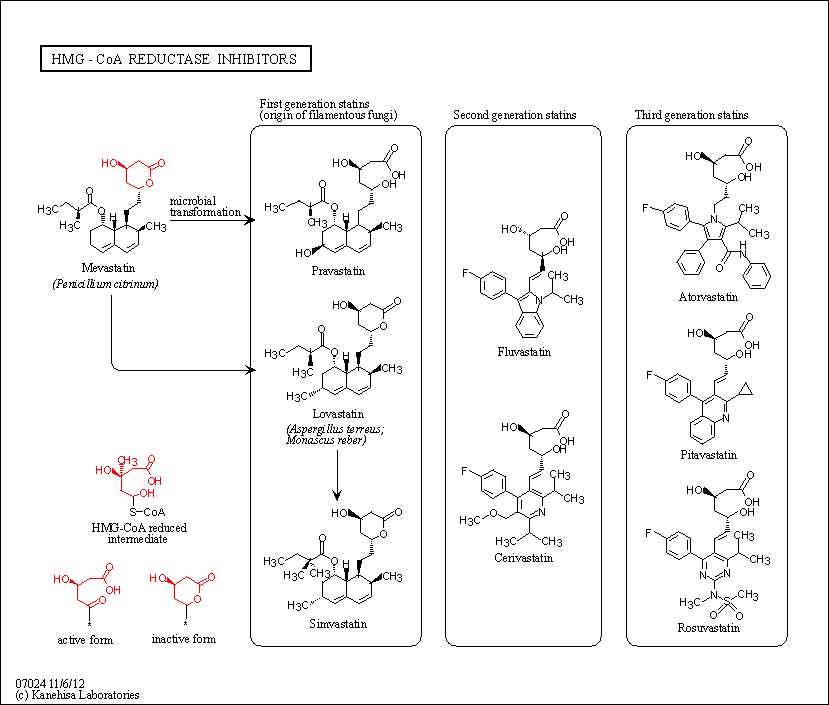 HMG - CoA REDUCTASE INHIBITORS
First generation statins
(origin of filamentous fungi)
Second generation statins
Third generation statins
HO
O
O
H3C
O
O
CH3
H
CH3
Mevastatin
(Penicillium citrinum)
microbial
transformation
HO
O
OH
OH
H3C
O
O
CH3
H
CH3
HO
Pravastatin
HO
O
O
H3C
O
O
CH3
H
CH3
CH3
Lovastatin
(Aspergillus terreus;
Monascus reber)
HO
O
O
H3C
O
O
H3C
CH3
H
CH3
H3C
Simvastatin
HO
O
OH
OH
F
CH3
N
CH3
Fluvastatin
HO
O
OH
OH
F
CH3
CH3
H3C
O
N
H3C
CH3
Cerivastatin
HO
O
OH
OH
F
N
CH3
CH3
O
H
N
Atorvastatin
HO
O
OH
OH
F
N
Pitavastatin
HO
O
OH
OH
F
CH3
CH3
N
N
H3C
N
S
CH3
O
O
Rosuvastatin
CH3
HO
O
OH
OH
S
CoA
HMG-CoA reduced
intermediate
HO
O
OH
O
*
active form
HO
O
O
*
inactive form
07024 11/6/12
(c) Kanehisa Laboratories